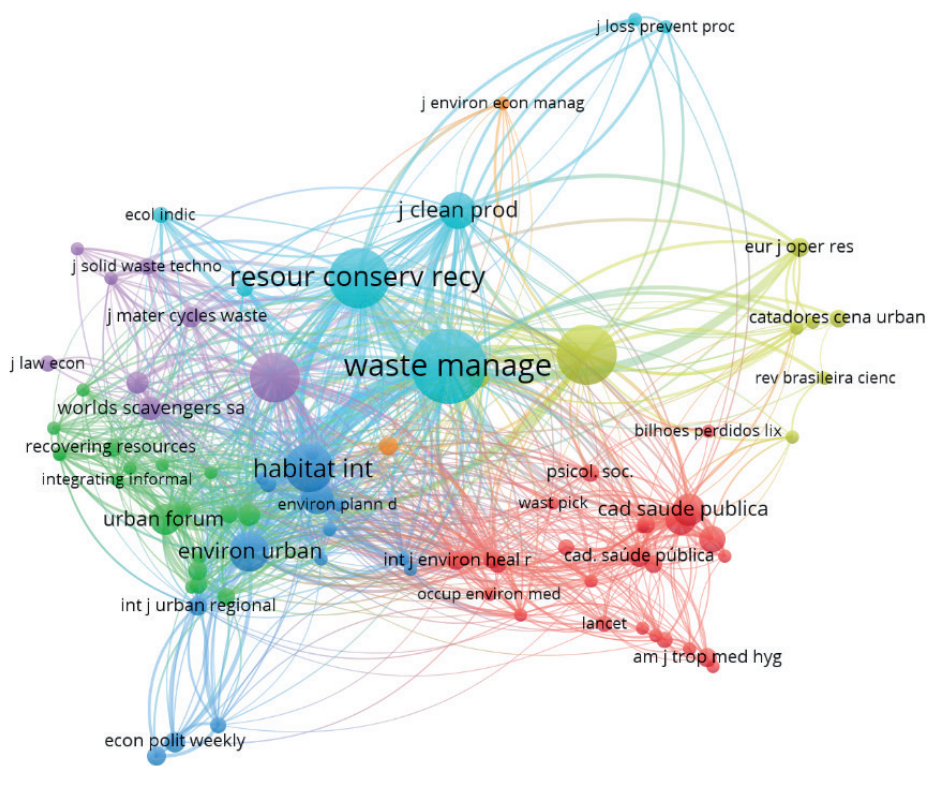 j loss prevent proc
j environ econ manag
ecol indic
j clean prod
eur j oper res
j solid waste techno
resour conserv recy
j mater cycles waste
catadores cena urban
j law econ
waste manage
rev brasileira cienc
worlds scavengers sa
bilhoes perdidos lix
recovering resources
habitat int
psicol. soc.
integrating informal
environ plann d
wast pick
cad saude publica
urban forum
environ urban
int j environ heal r
cad. saúde pública
occup environ med
int j urban regional
lancet
am j trop med hyg
econ polit weekly